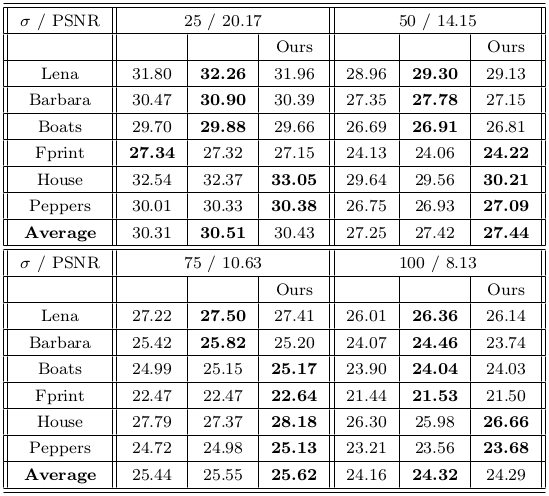 σ / PSNR 25 / 20.17 50 / 14.15
Ours Ours
Lena 31.80 32.26 31.96 28.96 29.30 29.13
Barbara 30.47 30.90 30.39 27.35 27.78 27.15
Boats 29.70 29.88 29.66 26.69 26.91 26.81
Fprint 27.34 27.32 27.15 24.13 24.06 24.22
House 32.54 32.37 33.05 29.64 29.56 30.21
Peppers 30.01 30.33 30.38 26.75 26.93 27.09
Average 30.31 30.51 30.43 27.25 27.42 27.44
σ / PSNR 75 / 10.63 100 / 8.13
Ours Ours
Lena 27.22 27.50 27.41 26.01 26.36 26.14
Barbara 25.42 25.82 25.20 24.07 24.46 23.74
Boats 24.99 25.15 25.17 23.90 24.04 24.03
Fprint 22.47 22.47 22.64 21.44 21.53 21.50
House 27.79 27.37 28.18 26.30 25.98 26.66
Peppers 24.72 24.98 25.13 23.21 23.56 23.68
Average 25.44 25.55 25.62 24.16 24.32 24.29